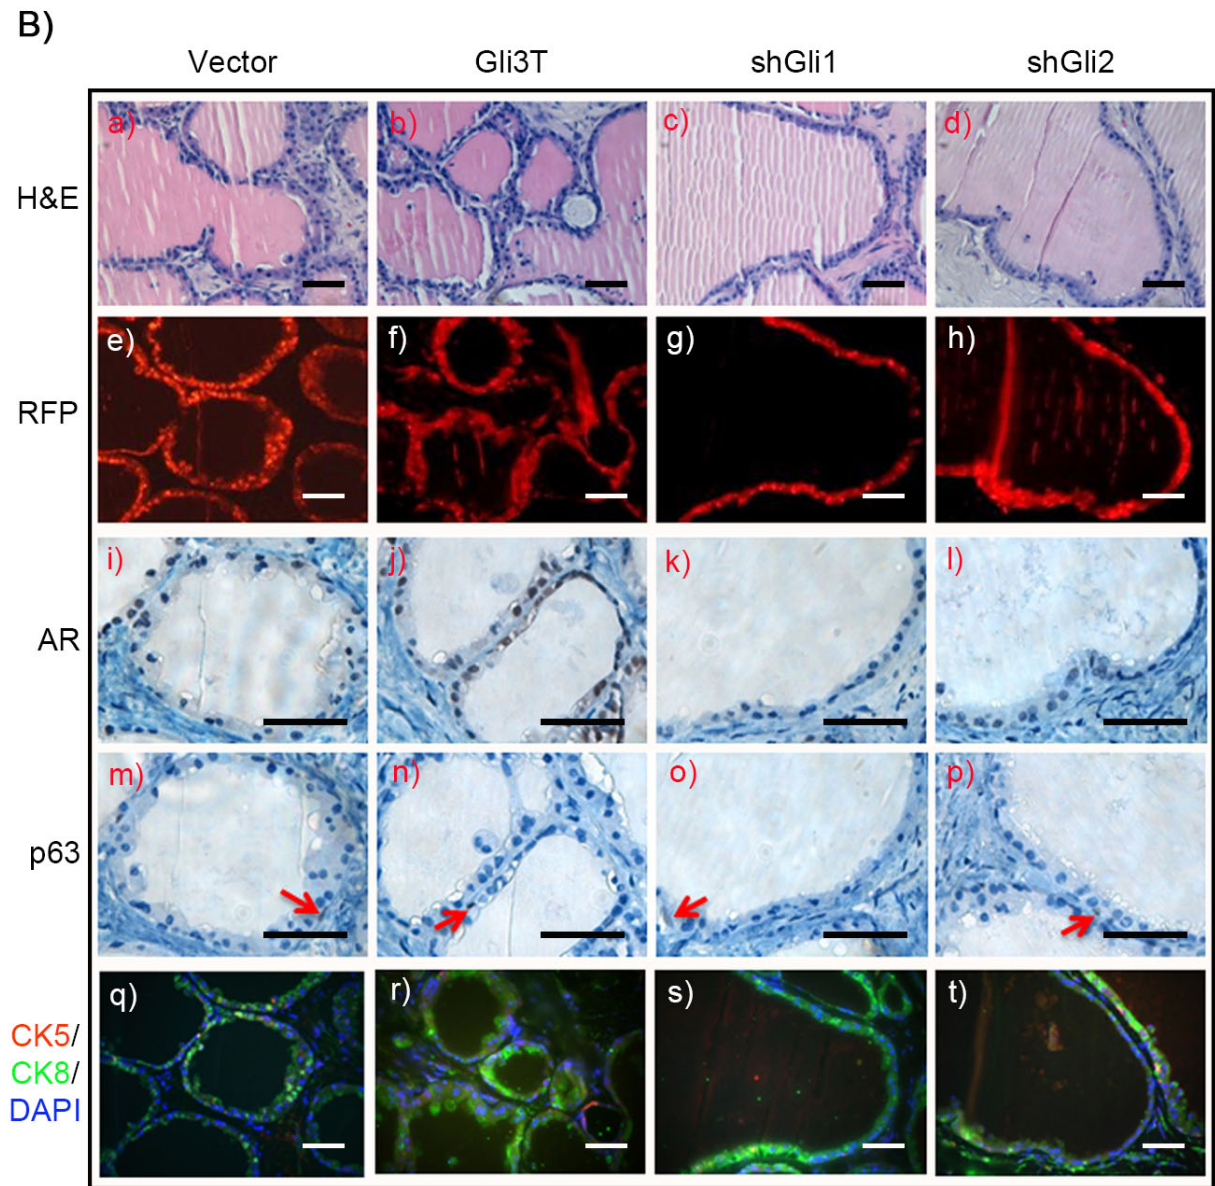 B)
Vector Gli3T shGli1 shGli2
H&E a) b) c) d)
RFP e) f) g) h)
AR i) j) k) l)
p63 m) n) o) p)
q) r) s) t)
CK5/
CK8/
DAPI